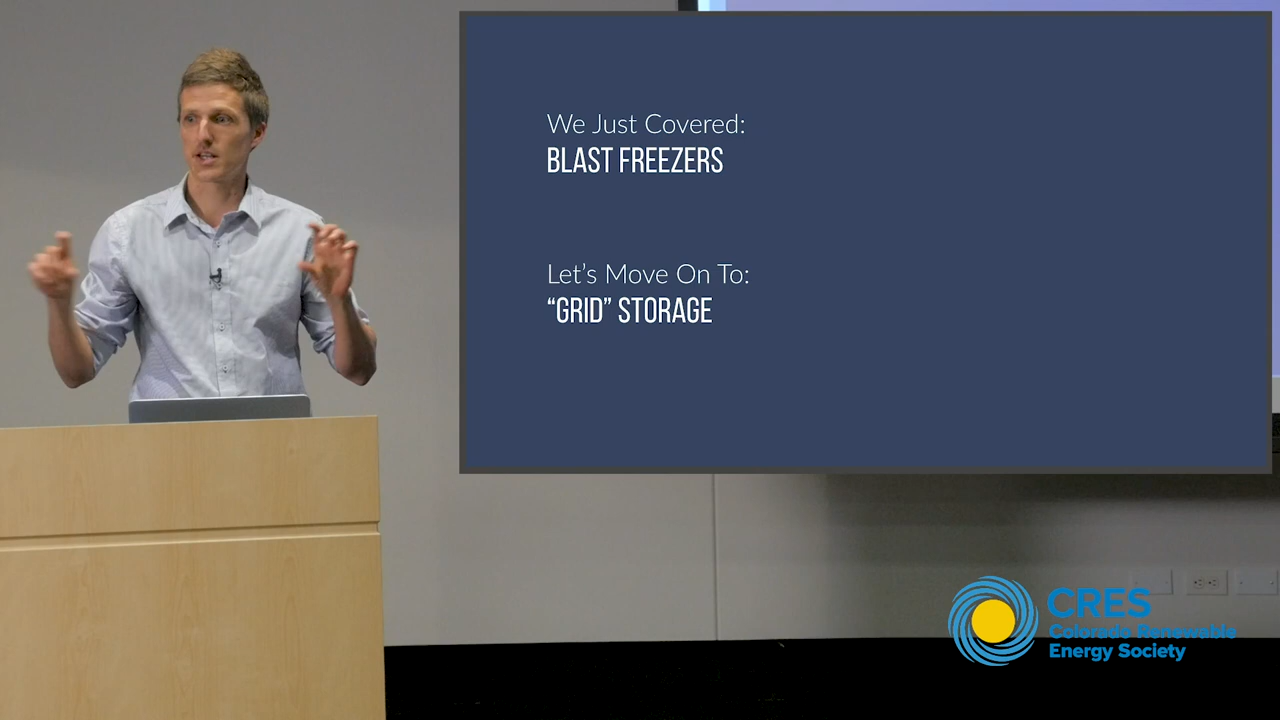 We Just Covered:
BLAST FREEZERS
Let's Move On To:
“GRID” STORAGE
CRES
Colorado Renewable
Energy Society